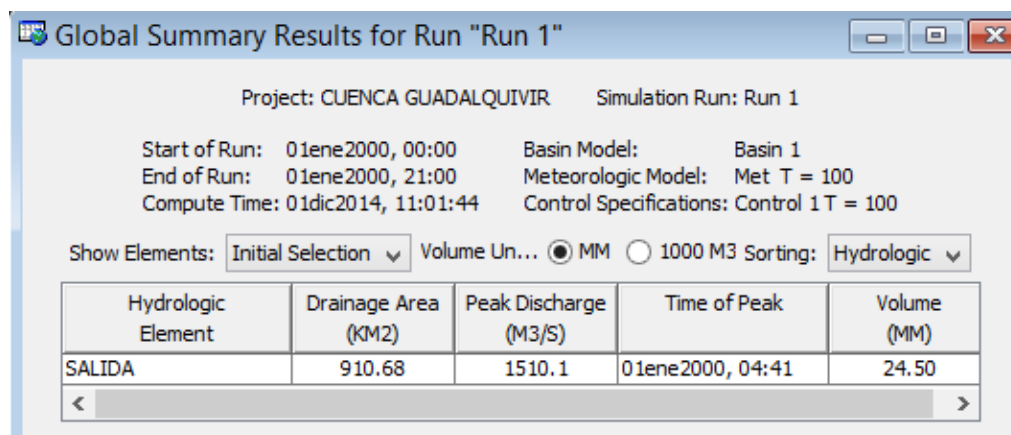 Global Summary Results for Run "Run 1"
Project: CUENCA GUADALQUIVIR Simulation Run: Run 1
Start of Run: 01ene2000, 00:00 Basin Model: Basin 1
End of Run: 01ene2000, 21:00 Meteorologic Model: Met T = 100
Compute Time: 01dic2014, 11:01:44 Control Specifications: Control 1 T = 100
Show Elements: Initial Selection Volume Un... MM 1000 M3 Sorting: Hydrologic
Hydrologic Drainage Area Peak Discharge Time of Peak Volume
Element (KM2) (M3/S) (MM)
SALIDA 910.68 1510.1 01ene2000, 04:41 24.50